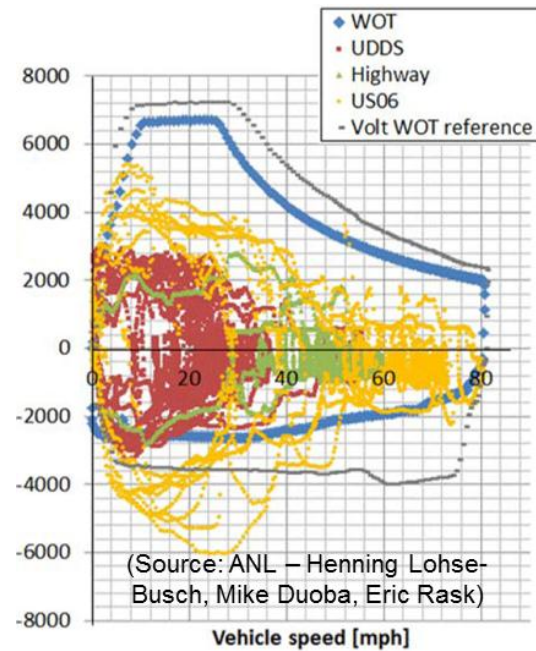 WOT
UDDS
Highway
US06
Volt WOT reference
8000
6000
4000
2000
0
-2000
-4000
-6000
-8000
0 20 40 60 80
(Source: ANL – Henning Lohse-
Busch, Mike Duoba, Eric Rask)
Vehicle speed [mph]